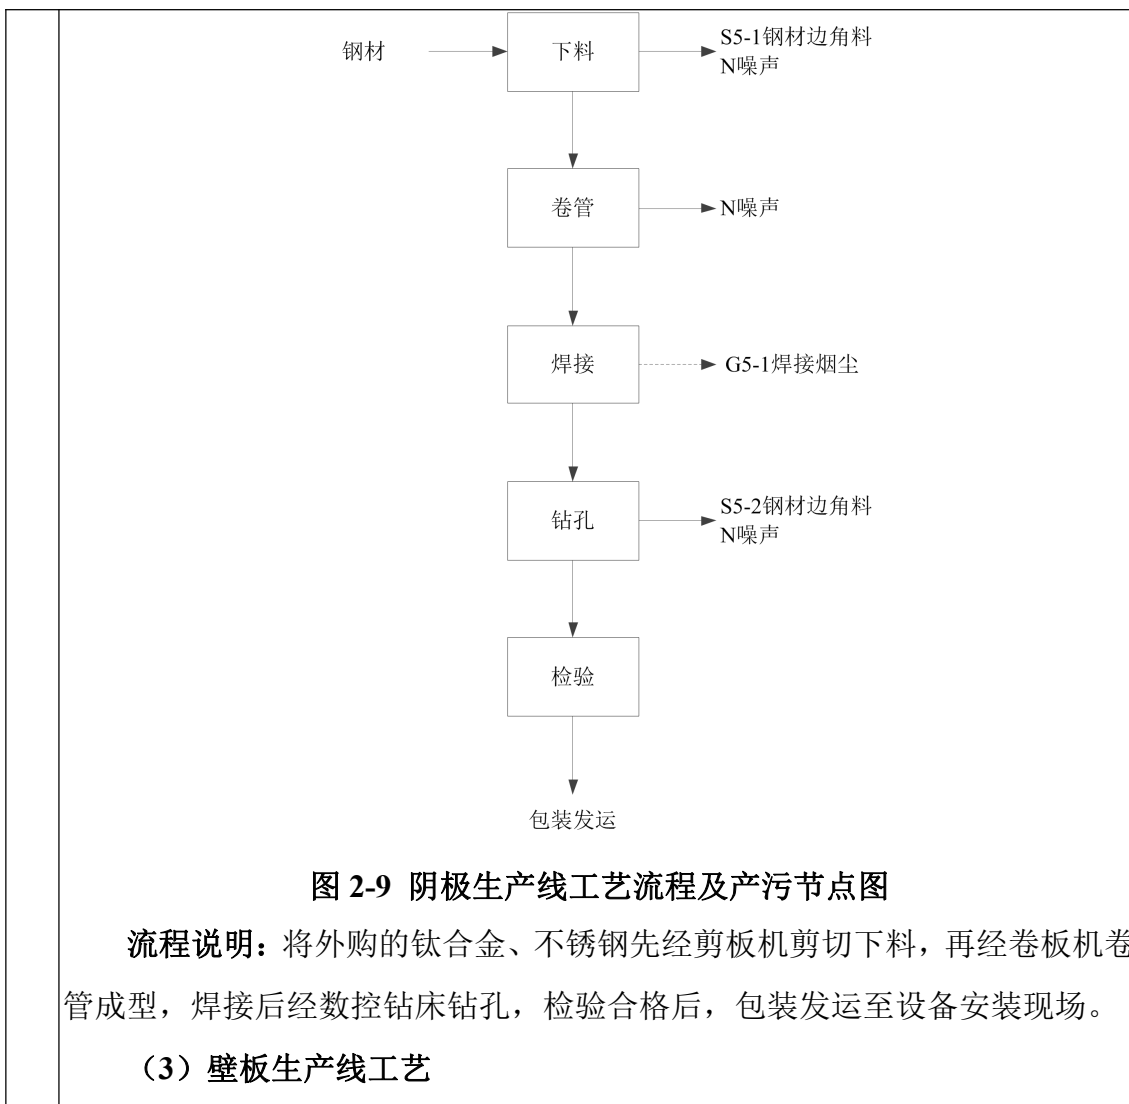 钢材
下料
S5-1钢材边角料
N噪声
卷管
N噪声
焊接
G5-1焊接烟尘
钻孔
S5-2钢材边角料
N噪声
检验
包装发运
图 2-9 阴极生产线工艺流程及产污节点图
流程说明：将外购的钛合金、不锈钢先经剪板机剪切下料，再经卷板机卷
管成型，焊接后经数控钻床钻孔，检验合格后，包装发运至设备安装现场。
（3）壁板生产线工艺